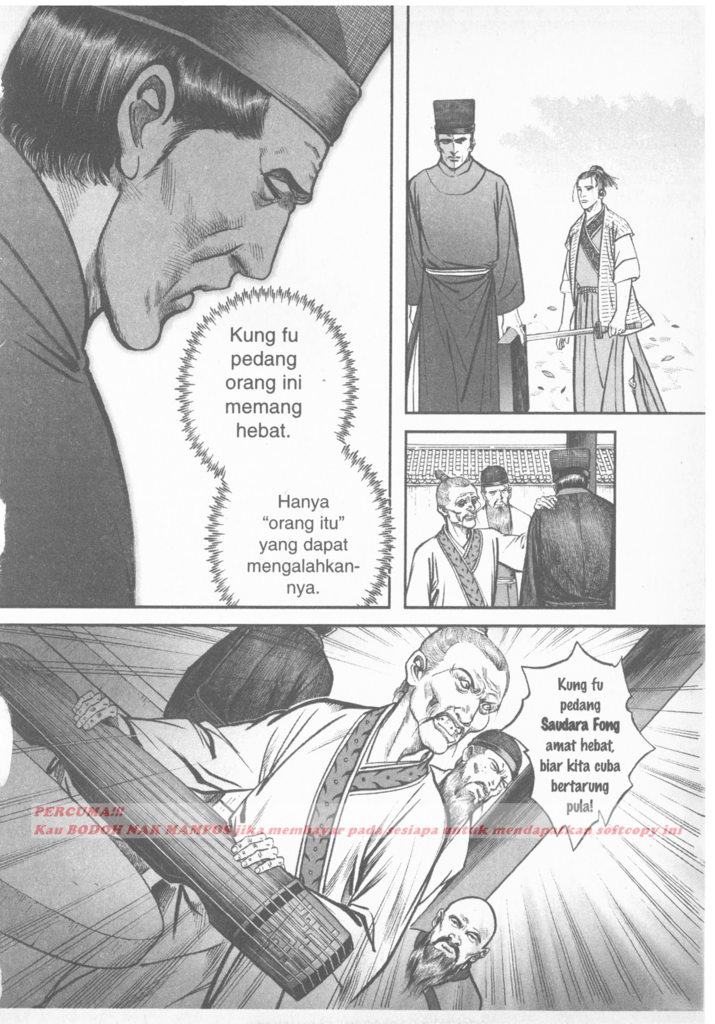 Kung fu
pedang
orang ini
memang
hebat.
Hanya
“orang itu”
yang dapat
mengalahkan-
nya.
Kung fu
pedang
Saudara Fong
amat hebat,
biar kita cuba
bertarung
pula!
PERCUMA!!!
Kau BODOH NAK MAMPOS jika membayar pada sesiapa untuk mendapatkan softcopy ini